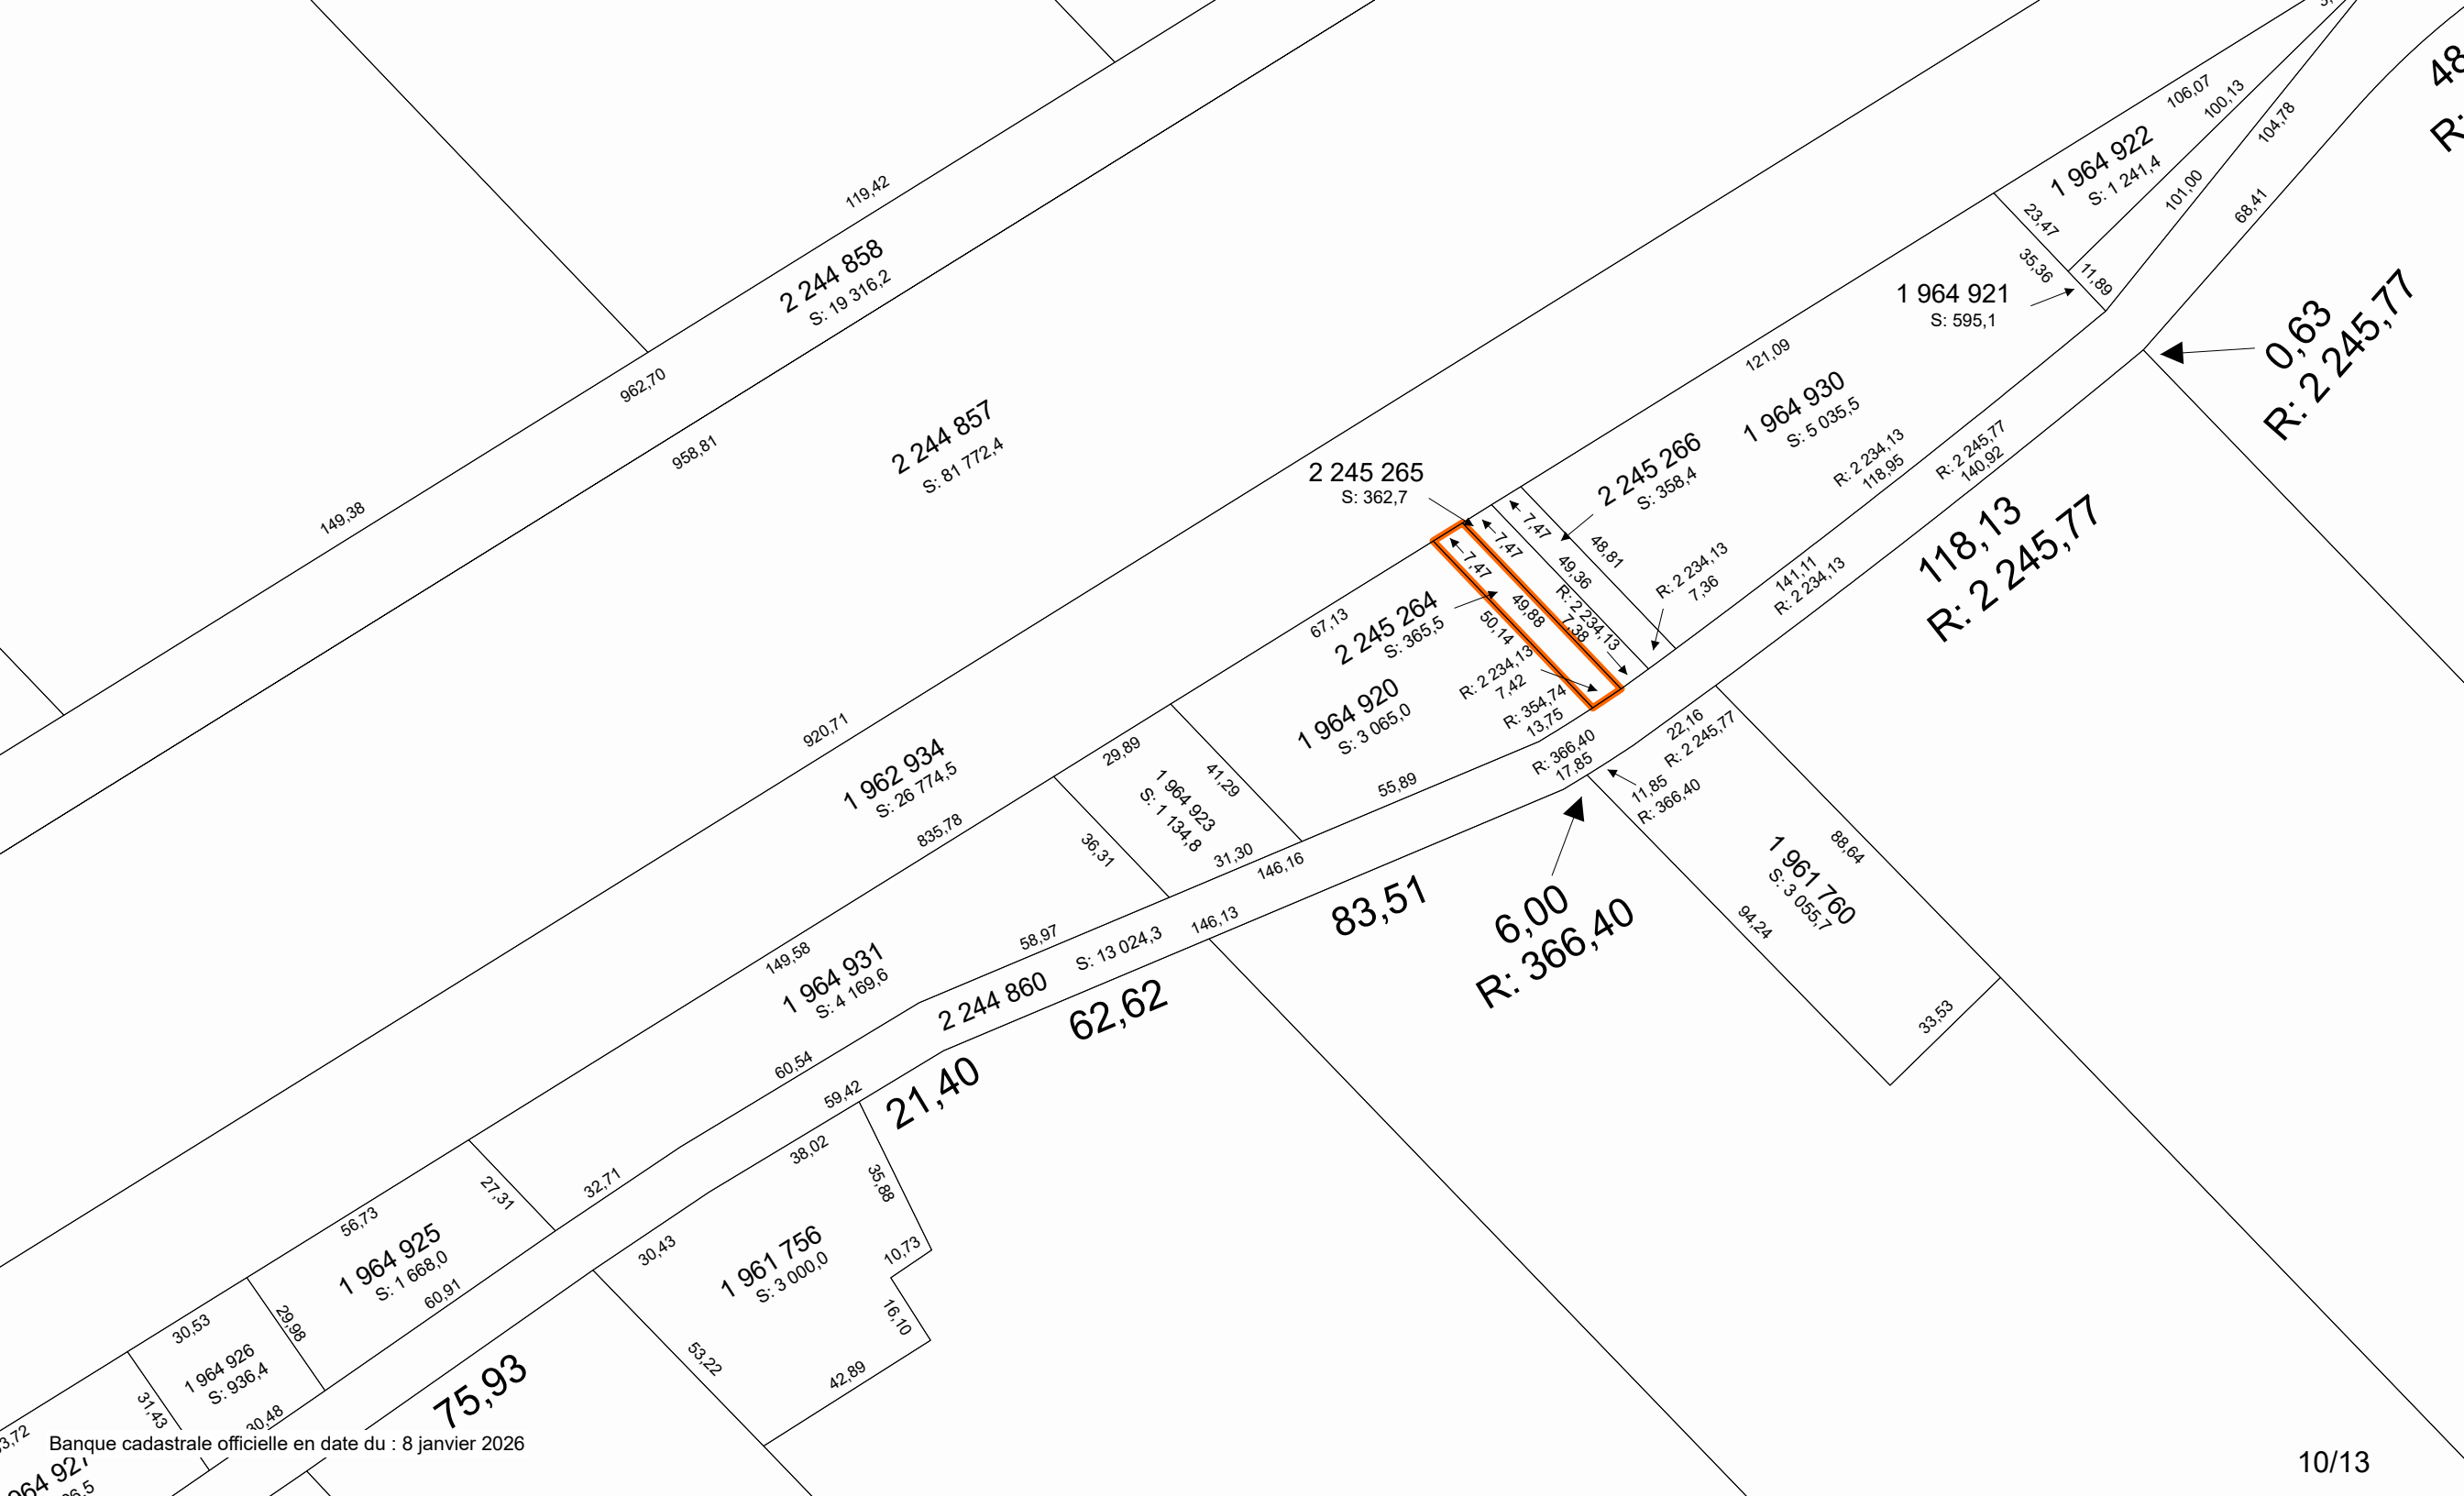 106,07
100,13
104,78
48
R:
1 964 922
S: 1 241,4
101,00
68,41
119,42
23,47
35,36
11,89
2 244 858
S: 19 316,2
1 964 921
S: 595,1
0,63
R: 2 245,77
962,70
121,09
1 964 930
S: 5 035,5
958,81
2 244 857
S: 81 772,4
2 245 266
S: 358,4
R: 2 234,13
118,95
R: 2 245,77
140,92
2 245 265
S: 362,7
149,38
7,47
7,47
7,47
48,81
49,36
R: 2 234,13
7,36
118,13
R: 2 245,77
141,11
R: 2 234,13
67,13
2 245 264
S: 365,5
49,88
50,14
R: 2 234,13
7,38
R: 2 234,13
7,42
R: 354,74
13,75
1 964 920
S: 3 065,0
920,71
1 962 934
S: 26 774,5
835,78
29,89
41,29
1 964 923
S: 1 134,8
36,31
31,30
55,89
146,16
R: 366,40
17,85
22,16
R: 2 245,77
11,85
R: 366,40
88,64
1 961 760
S: 3 055,7
94,24
33,53
83,51
6,00
R: 366,40
149,58
1 964 931
S: 4 169,6
58,97
2 244 860
S: 13 024,3
146,13
62,62
60,54
59,42
21,40
38,02
35,88
27,31
32,71
56,73
1 964 925
S: 1 668,0
60,91
30,43
1 961 756
S: 3 000,0
10,73
16,10
42,89
53,22
30,53
29,98
1 964 926
S: 936,4
31,43
30,48
75,93
3,72
Banque cadastrale officielle en date du : 8 janvier 2026
964 927
6,5
10/13